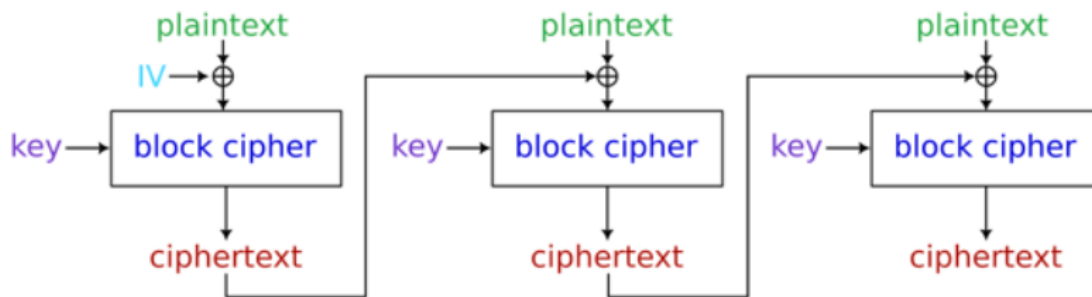 plaintext plaintext plaintext
IV
key block cipher key block cipher key block cipher
ciphertext ciphertext ciphertext